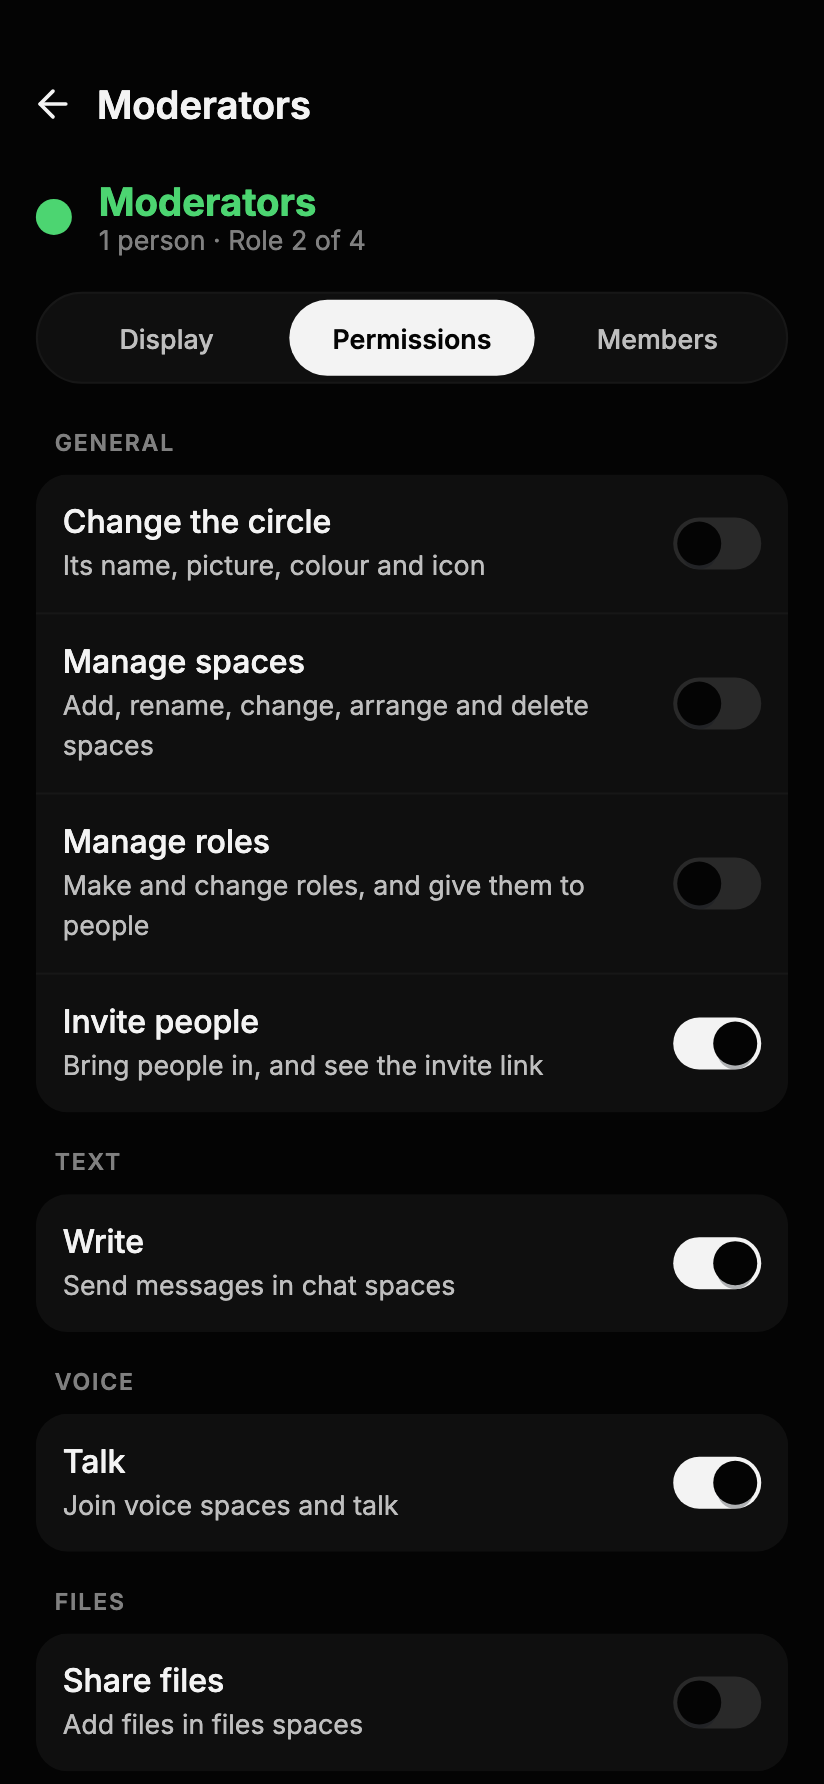 Moderators
Moderators
1 person · Role 2 of 4
Display
Permissions
Members
GENERAL
Change the circle
Its name, picture, colour and icon
Manage spaces
Add, rename, change, arrange and delete
spaces
Manage roles
Make and change roles, and give them to
people
Invite people
Bring people in, and see the invite link
TEXT
Write
Send messages in chat spaces
VOICE
Talk
Join voice spaces and talk
FILES
Share files
Add files in files spaces